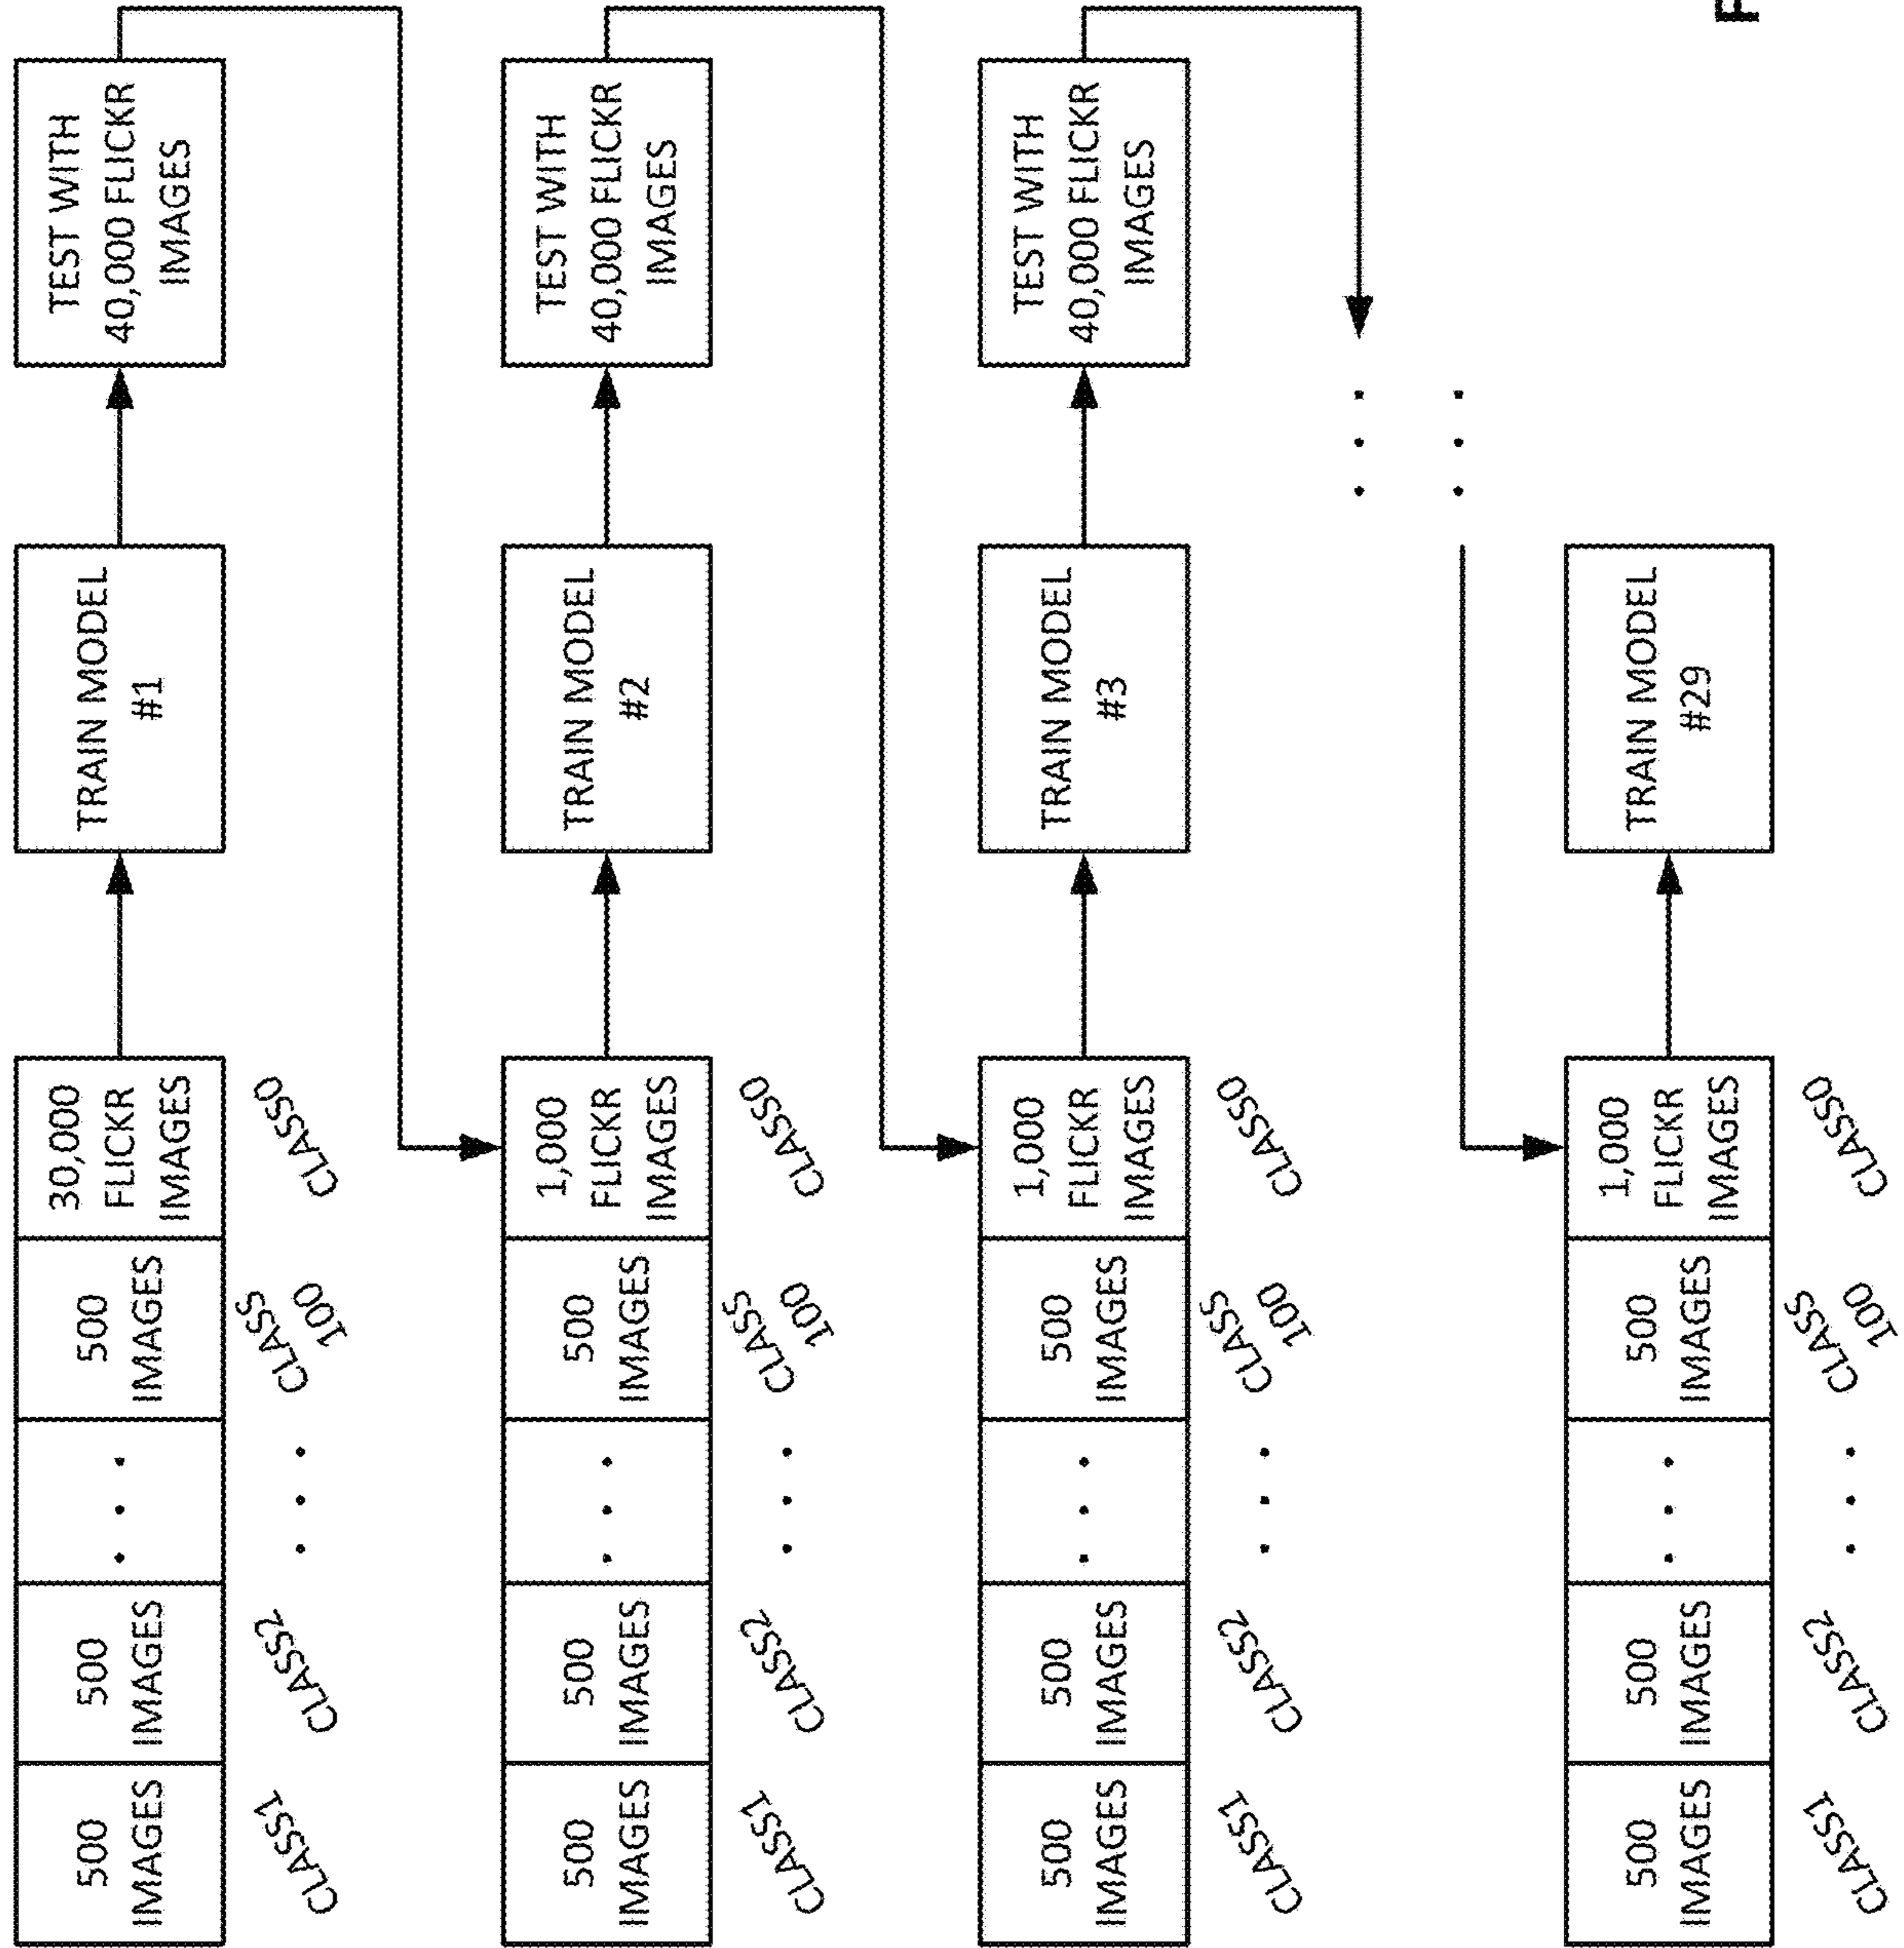 500
IMAGES
500
IMAGES
. . .
500
IMAGES
30,000
FLICKR
IMAGES
TRAIN MODEL
#1
TEST WITH
40,000 FLICKR
IMAGES
CLASS1
CLASS2
. . .
CLASS
100
CLASS0
500
IMAGES
500
IMAGES
. . .
500
IMAGES
1,000
FLICKR
IMAGES
TRAIN MODEL
#2
TEST WITH
40,000 FLICKR
IMAGES
CLASS1
CLASS2
. . .
CLASS
100
CLASS0
500
IMAGES
500
IMAGES
. . .
500
IMAGES
1,000
FLICKR
IMAGES
TRAIN MODEL
#3
TEST WITH
40,000 FLICKR
IMAGES
CLASS1
CLASS2
. . .
CLASS
100
CLASS0
. . .
. . .
500
IMAGES
500
IMAGES
. . .
500
IMAGES
1,000
FLICKR
IMAGES
TRAIN MODEL
#29
CLASS1
CLASS2
. . .
CLASS
100
CLASS0